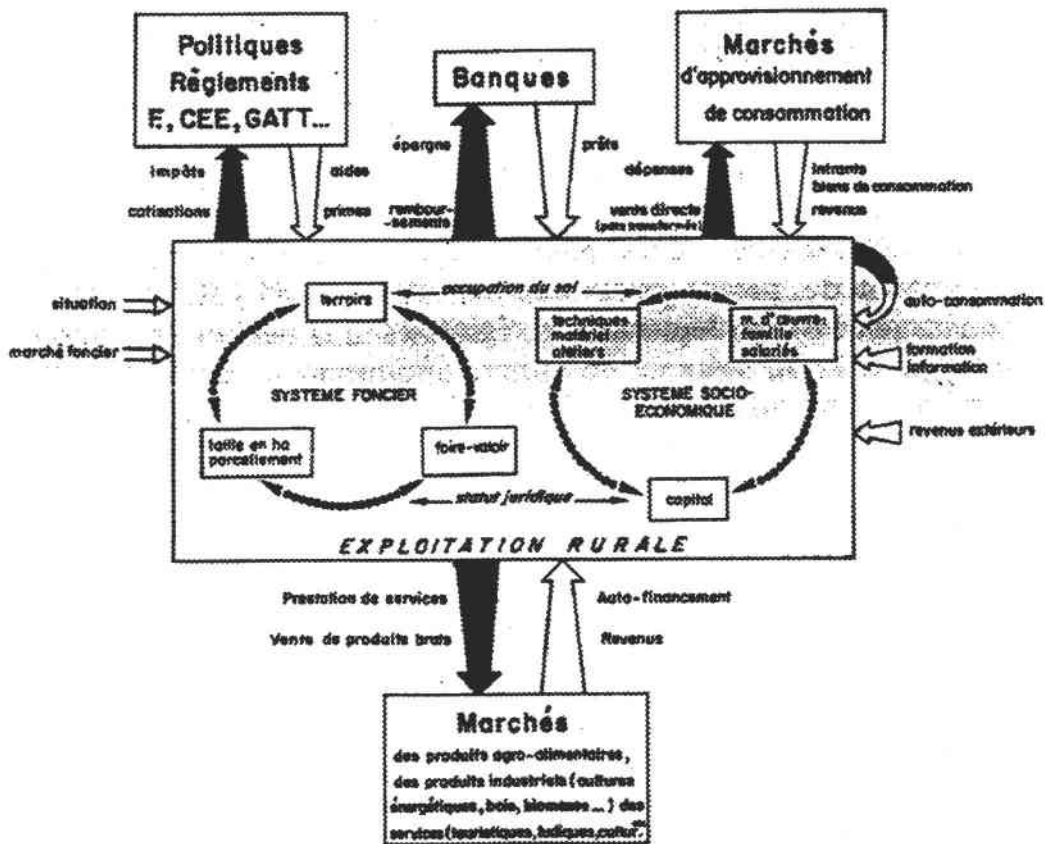 Politiques
Règlements
F., CEE, GATT...
Banques
Marchés
d'approvisionnement
de consommation
impôts
cotisations
aides
primes
épargne
rembour-
-sements
prêts
dépenses
vente directe
(pdts transformés)
intrants
biens de consommation
revenus
situation
marché foncier
terroirs
occupation du sol
techniques
matériel
ateliers
m. d'œuvre:
famille
salariés
auto-consommation
formation
information
SYSTEME FONCIER
SYSTEME SOCIO-
ECONOMIQUE
revenus extérieurs
taille en ha
parcellement
faire-valoir
statut juridique
capital
EXPLOITATION RURALE
Prestation de services
Vente de produits bruts
Auto-financement
Revenus
Marchés
des produits agro-alimentaires,
des produits industriels (cultures
énergétiques, bois, biomasse ...) des
services (touristiques, ludiques,